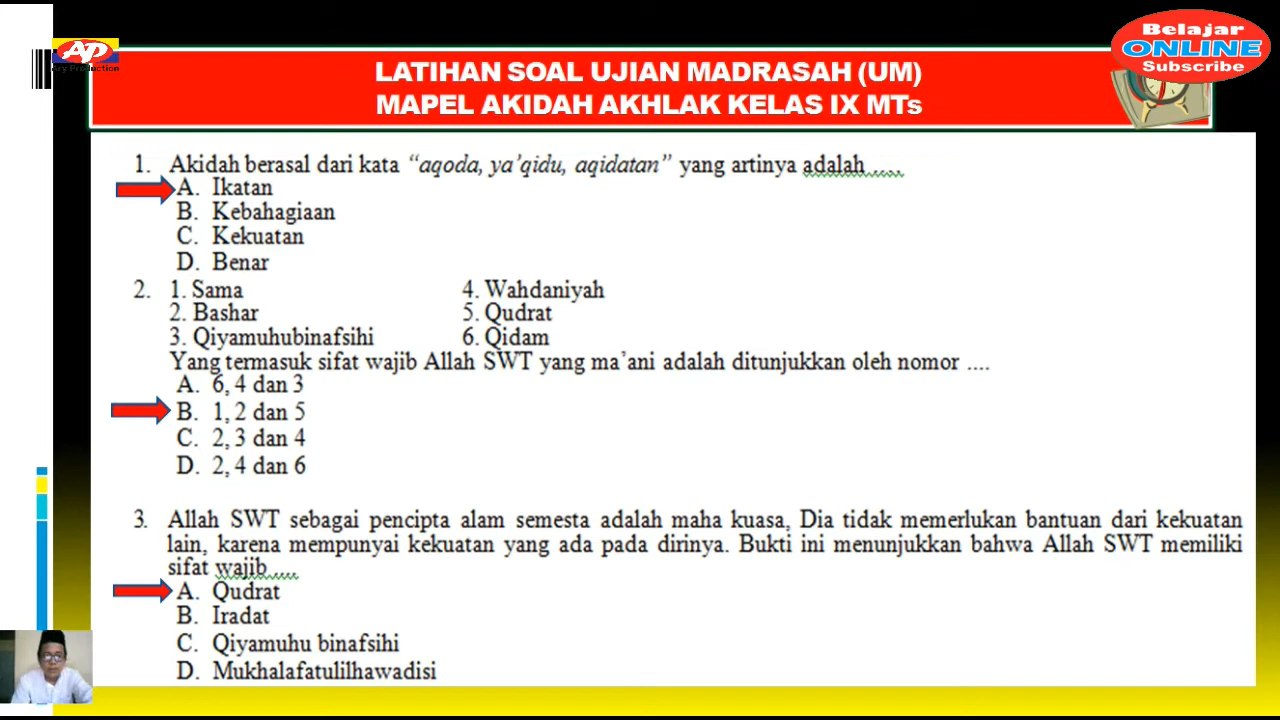 Belajar
ONLINE
Subscribe
AP
ry Production
LATIHAN SOAL UJIAN MADRASAH (UM)
MAPEL AKIDAH AKHLAK KELAS IX MTs
1. Akidah berasal dari kata “aqoda, ya’qidu, aqidatan” yang artinya adalah ....
A. Ikatan
B. Kebahagiaan
C. Kekuatan
D. Benar
2. 1. Sama 4. Wahdaniyah
2. Bashar 5. Qudrat
3. Qiyamuhubinafsihi 6. Qidam
Yang termasuk sifat wajib Allah SWT yang ma’ani adalah ditunjukkan oleh nomor ....
A. 6, 4 dan 3
B. 1, 2 dan 5
C. 2, 3 dan 4
D. 2, 4 dan 6
3. Allah SWT sebagai pencipta alam semesta adalah maha kuasa, Dia tidak memerlukan bantuan dari kekuatan
lain, karena mempunyai kekuatan yang ada pada dirinya. Bukti ini menunjukkan bahwa Allah SWT memiliki
sifat wajib ....
A. Qudrat
B. Iradat
C. Qiyamuhu binafsihi
D. Mukhalafatulilhawadisi